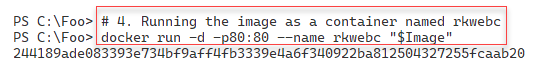 PS C:\Foo> # 4. Running the image as a container named rkwebc
PS C:\Foo> docker run -d -p80:80 --name rkwebc "$Image"
244189ade083393e734bf9aff4fb3339e4a6f340922ba812504327255fcaab20